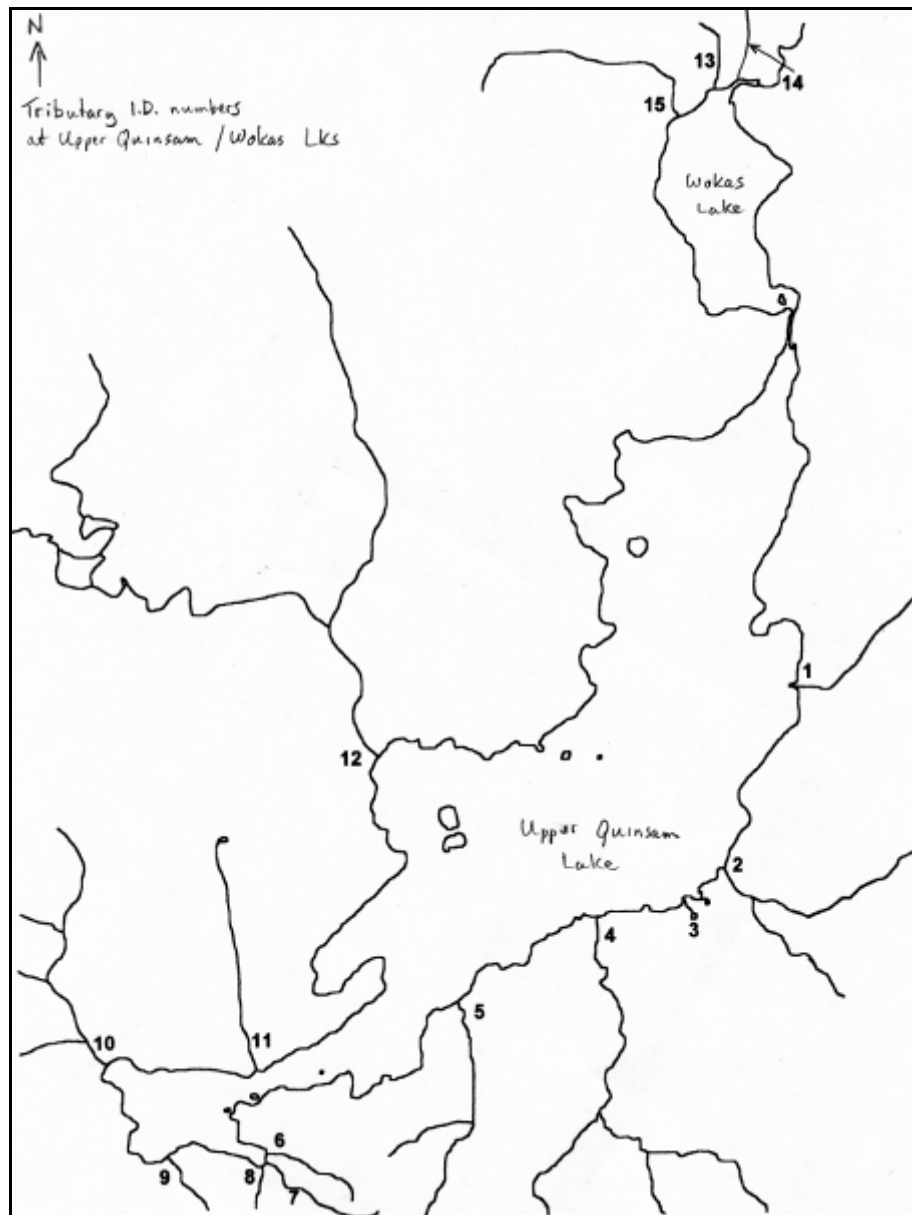 N
Tributary I.D. numbers
at Upper Quinsam / Wokas Lks
13
14
15
Wokas
Lake
1
12
Upper Quinsam
Lake
2
3
4
5
10
11
6
9
8
7